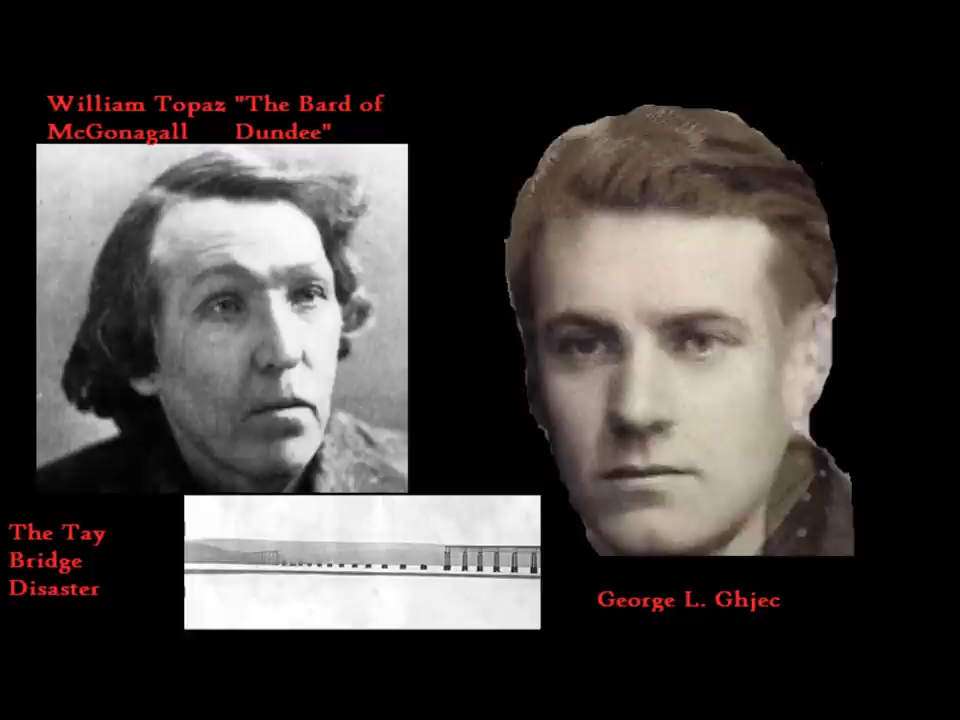 William Topaz "The Bard of
McGonagall Dundee"
The Tay
Bridge
Disaster
George L. Ghjec